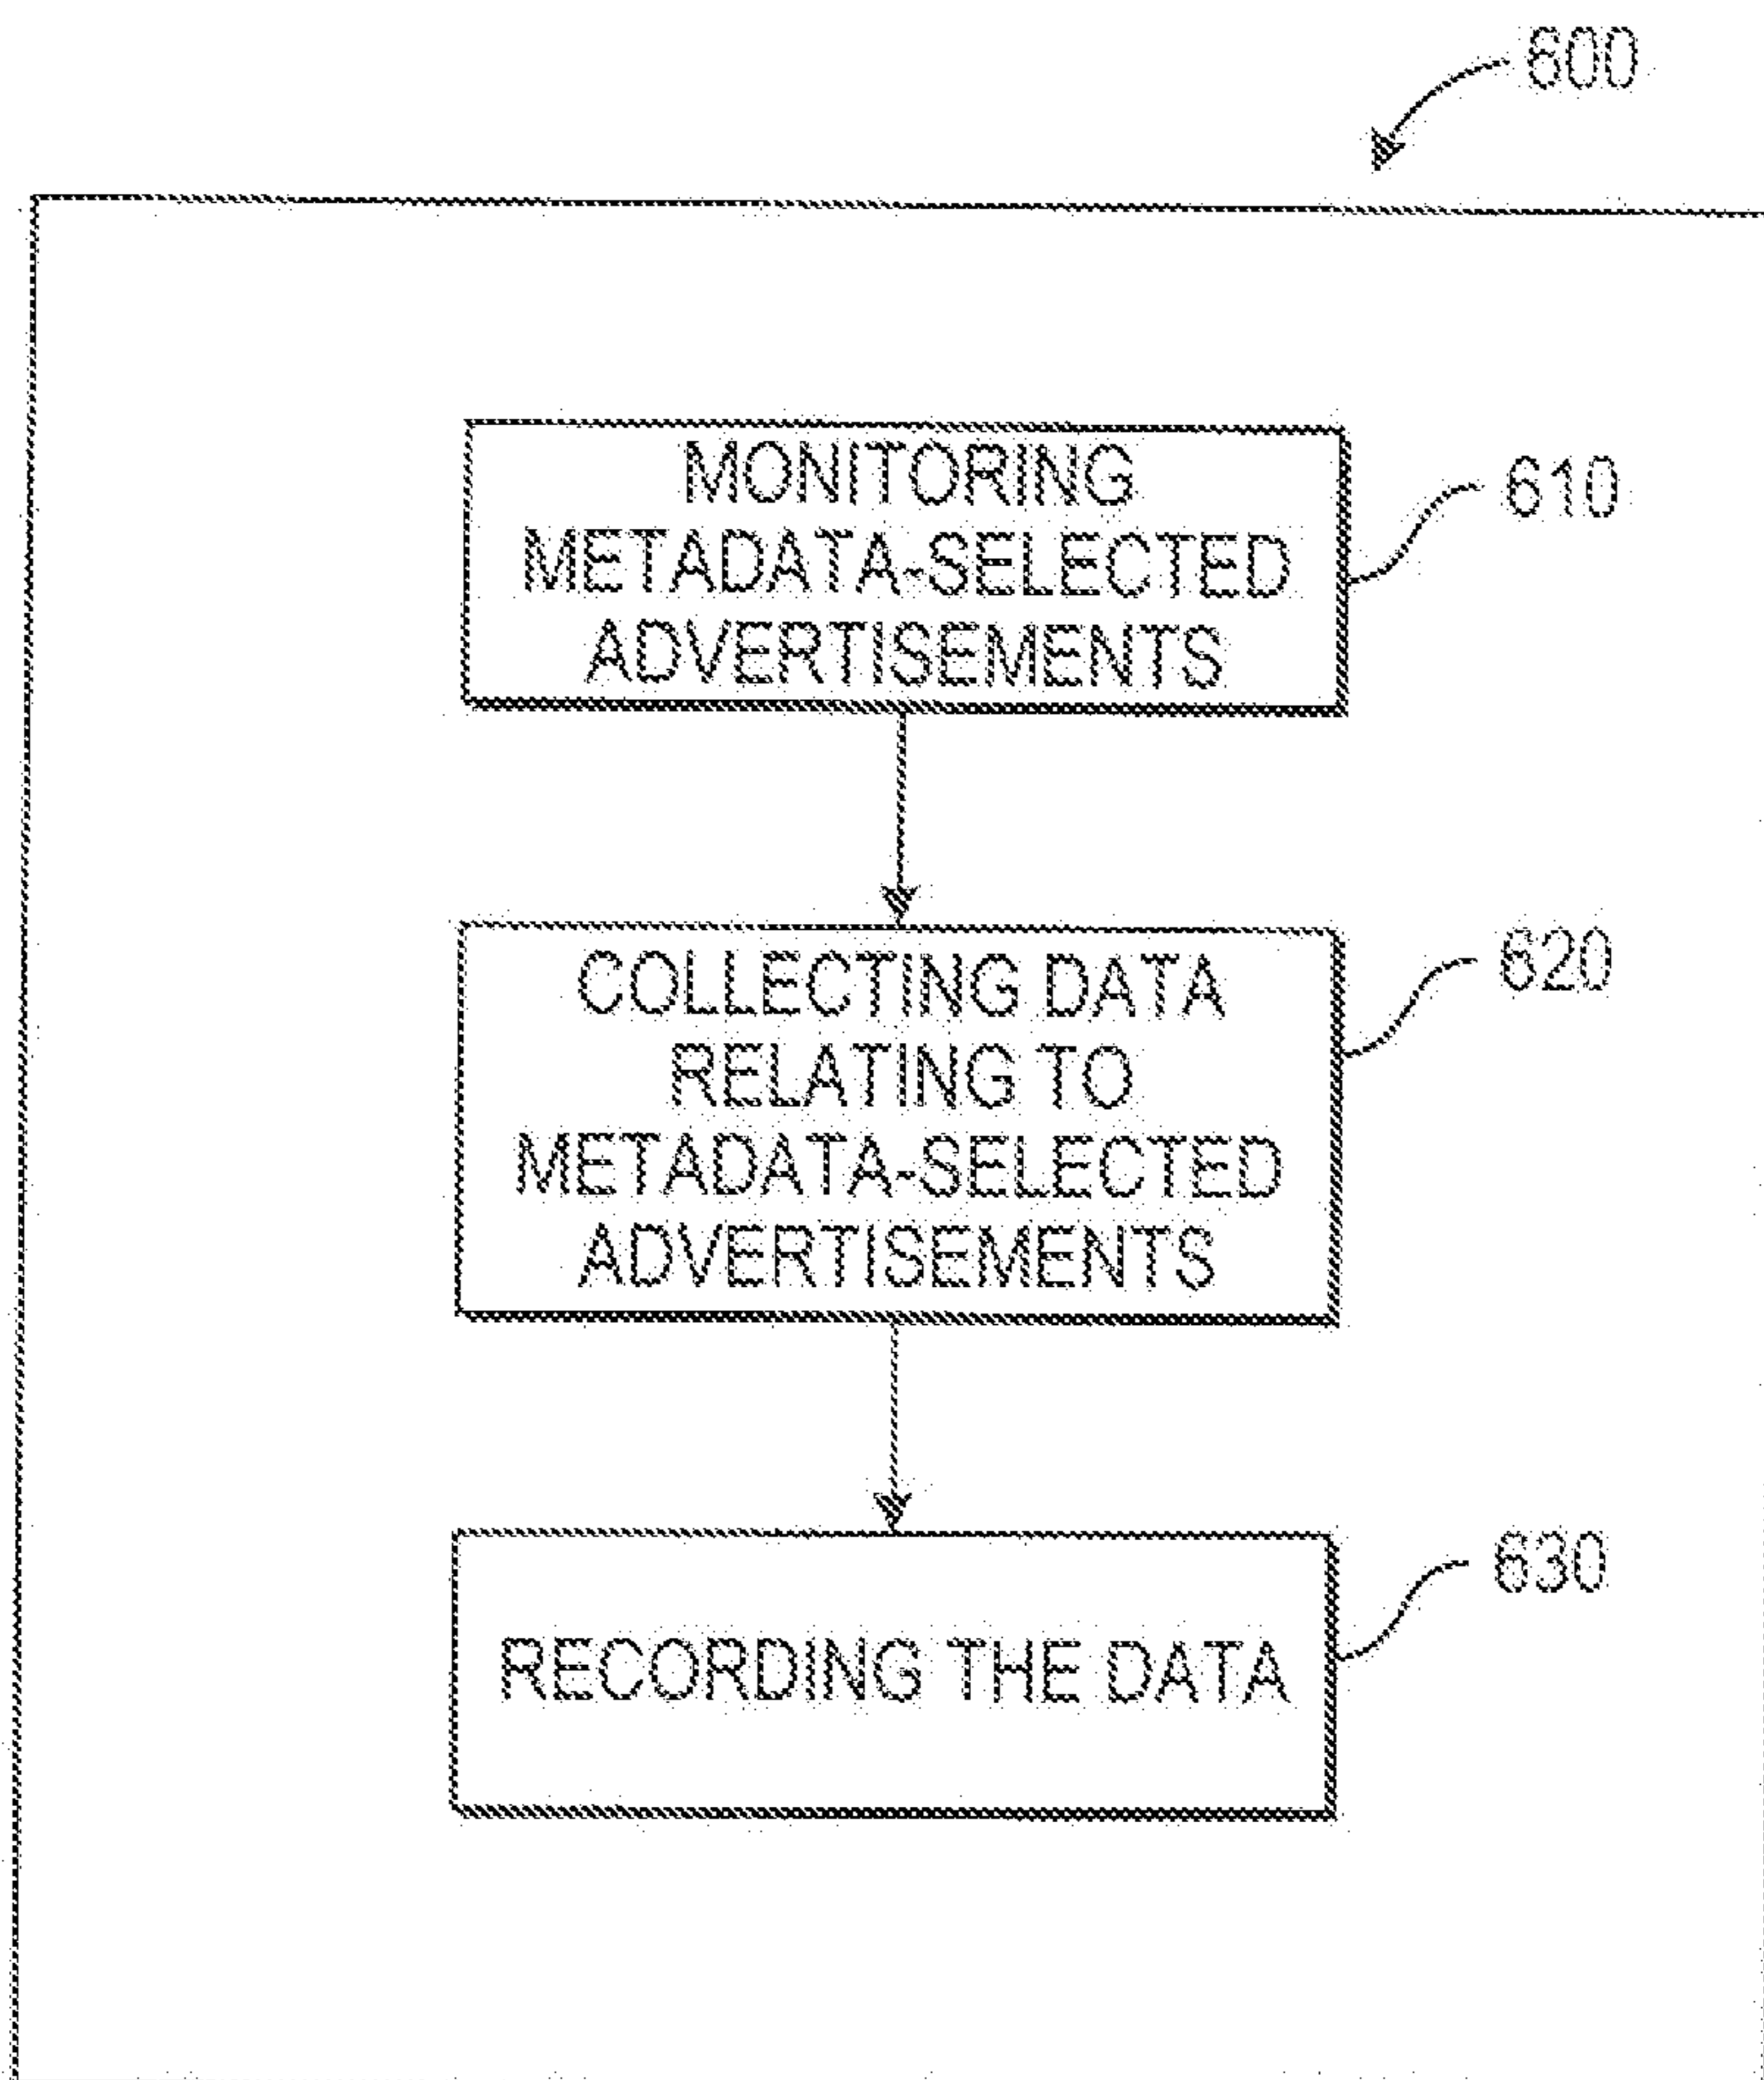 600
MONITORING
METADATA-SELECTED
ADVERTISEMENTS
610
COLLECTING DATA
RELATING TO
METADATA-SELECTED
ADVERTISEMENTS
620
RECORDING THE DATA
630